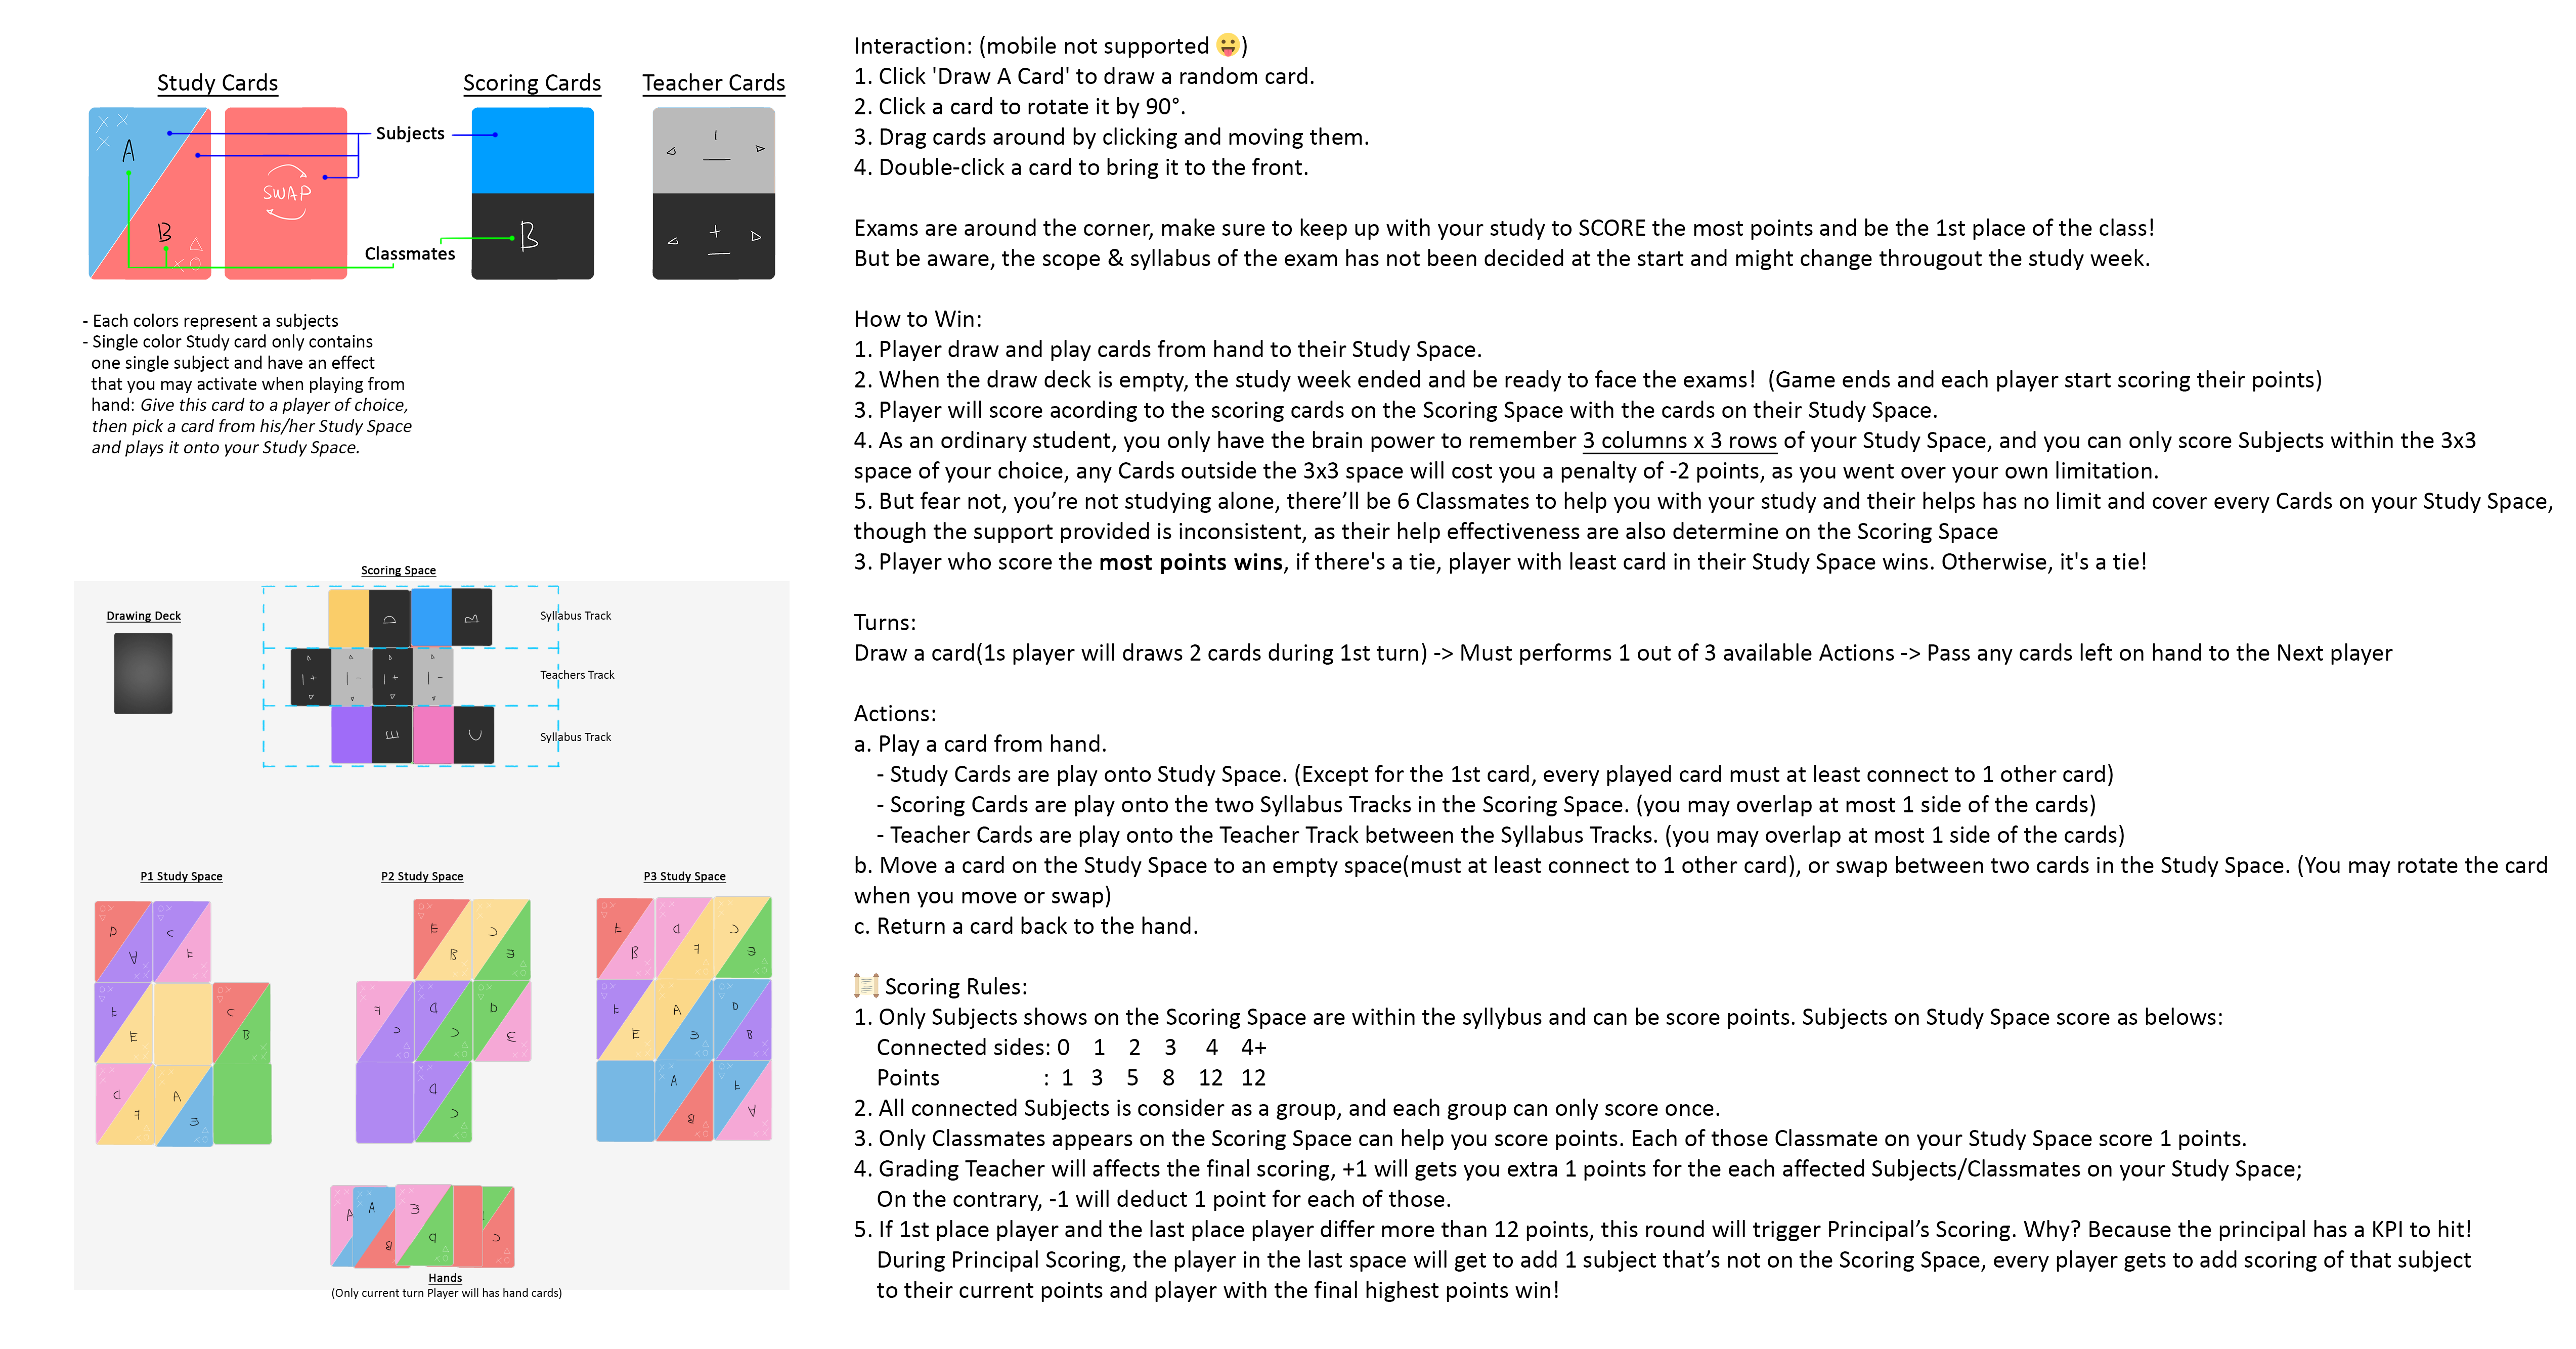 Study Cards
Scoring Cards
Teacher Cards
A
B
SWAP
Subjects
Classmates
B
- Each colors represent a subjects
- Single color Study card only contains
one single subject and have an effect
that you may activate when playing from
hand: Give this card to a player of choice,
then pick a card from his/her Study Space
and plays it onto your Study Space.
Scoring Space
Drawing Deck
D
B
Syllabus Track
Teachers Track
E
C
Syllabus Track
P1 Study Space
P2 Study Space
P3 Study Space
Hands
(Only current turn Player will has hand cards)
Interaction: (mobile not supported 😛)
1. Click 'Draw A Card' to draw a random card.
2. Click a card to rotate it by 90°.
3. Drag cards around by clicking and moving them.
4. Double-click a card to bring it to the front.
Exams are around the corner, make sure to keep up with your study to SCORE the most points and be the 1st place of the class!
But be aware, the scope & syllabus of the exam has not been decided at the start and might change througout the study week.
How to Win:
1. Player draw and play cards from hand to their Study Space.
2. When the draw deck is empty, the study week ended and be ready to face the exams! (Game ends and each player start scoring their points)
3. Player will score acording to the scoring cards on the Scoring Space with the cards on their Study Space.
4. As an ordinary student, you only have the brain power to remember 3 columns x 3 rows of your Study Space, and you can only score Subjects within the 3x3
space of your choice, any Cards outside the 3x3 space will cost you a penalty of -2 points, as you went over your own limitation.
5. But fear not, you’re not studying alone, there’ll be 6 Classmates to help you with your study and their helps has no limit and cover every Cards on your Study Space,
though the support provided is inconsistent, as their help effectiveness are also determine on the Scoring Space
3. Player who score the most points wins, if there's a tie, player with least card in their Study Space wins. Otherwise, it's a tie!
Turns:
Draw a card(1s player will draws 2 cards during 1st turn) -> Must performs 1 out of 3 available Actions -> Pass any cards left on hand to the Next player
Actions:
a. Play a card from hand.
- Study Cards are play onto Study Space. (Except for the 1st card, every played card must at least connect to 1 other card)
- Scoring Cards are play onto the two Syllabus Tracks in the Scoring Space. (you may overlap at most 1 side of the cards)
- Teacher Cards are play onto the Teacher Track between the Syllabus Tracks. (you may overlap at most 1 side of the cards)
b. Move a card on the Study Space to an empty space(must at least connect to 1 other card), or swap between two cards in the Study Space. (You may rotate the card
when you move or swap)
c. Return a card back to the hand.
Scoring Rules:
1. Only Subjects shows on the Scoring Space are within the syllybus and can be score points. Subjects on Study Space score as belows:
Connected sides: 0 1 2 3 4 4+
Points : 1 3 5 8 12 12
2. All connected Subjects is consider as a group, and each group can only score once.
3. Only Classmates appears on the Scoring Space can help you score points. Each of those Classmate on your Study Space score 1 points.
4. Grading Teacher will affects the final scoring, +1 will gets you extra 1 points for the each affected Subjects/Classmates on your Study Space;
On the contrary, -1 will deduct 1 point for each of those.
5. If 1st place player and the last place player differ more than 12 points, this round will trigger Principal’s Scoring. Why? Because the principal has a KPI to hit!
During Principal Scoring, the player in the last space will get to add 1 subject that’s not on the Scoring Space, every player gets to add scoring of that subject
to their current points and player with the final highest points win!